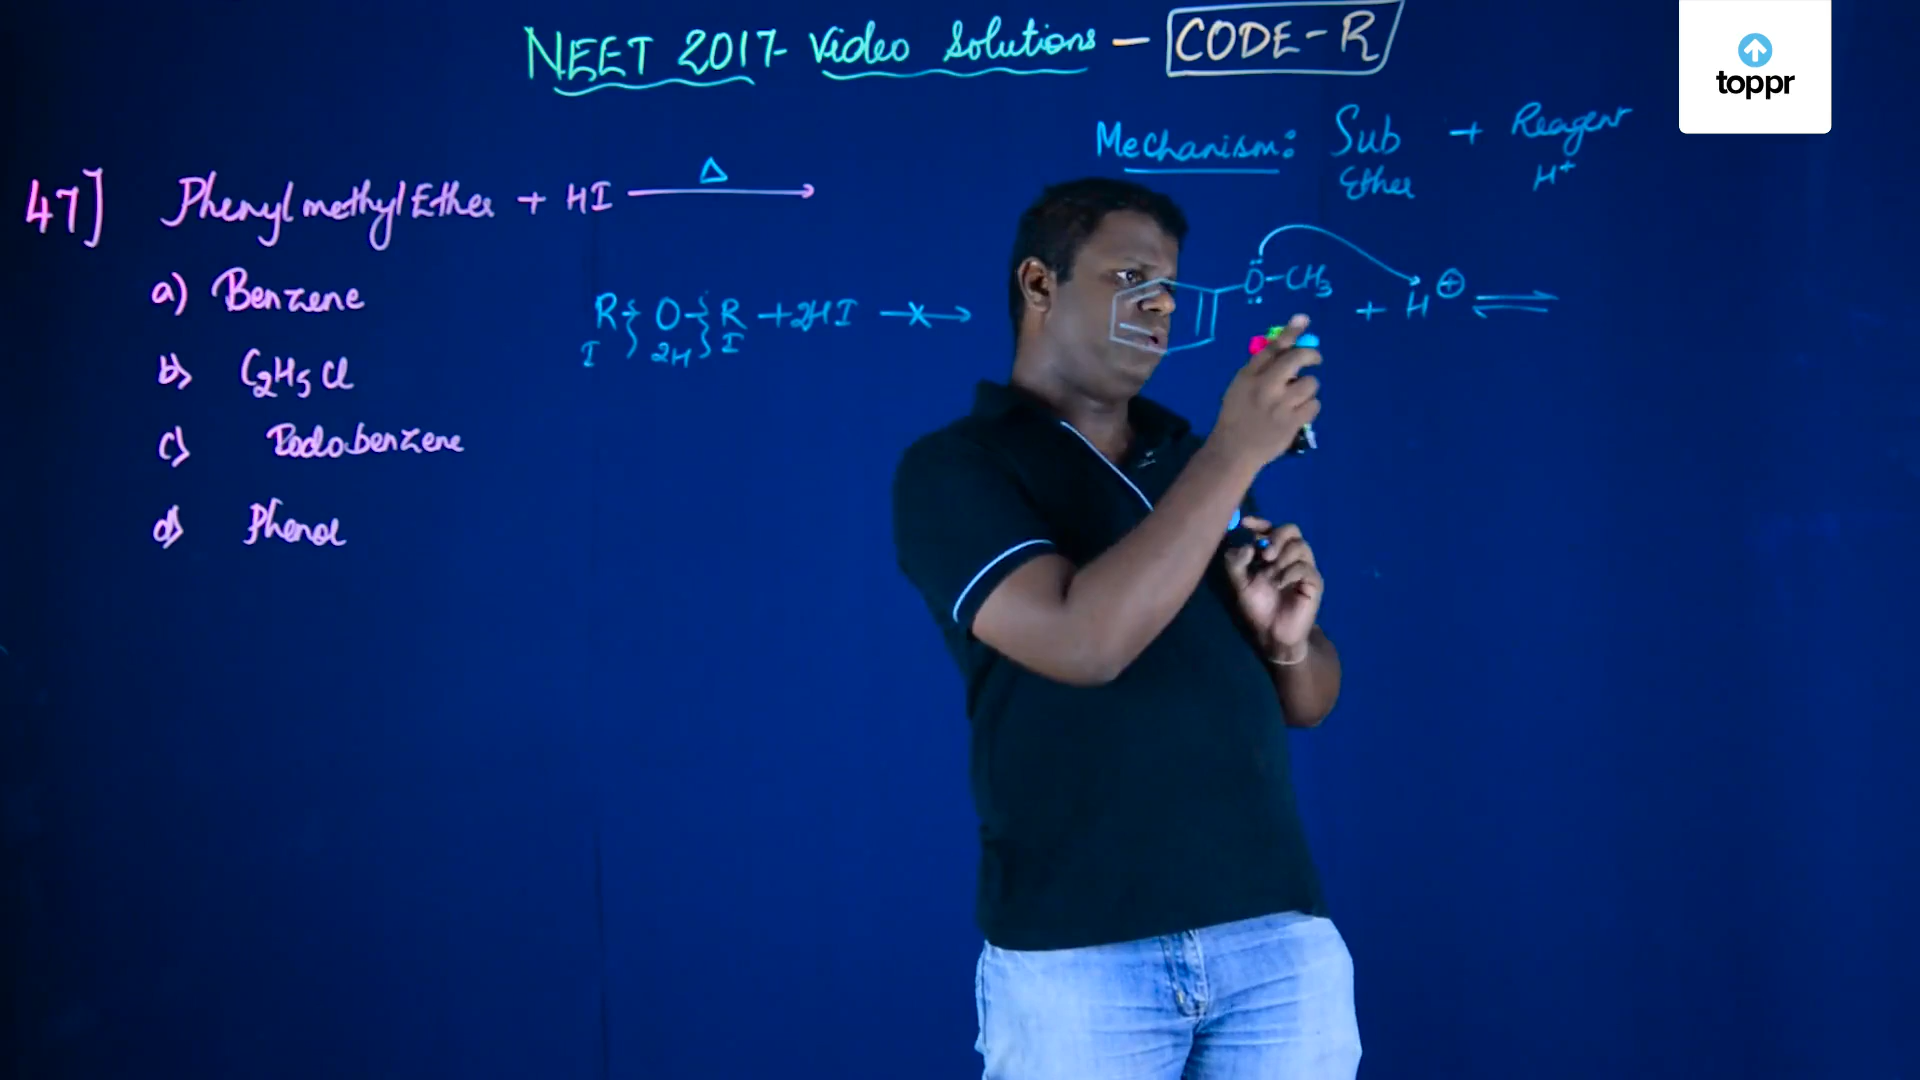 NEET 2017- Video Solutions - CODE-R
toppr
Mechanism: Sub + Reagent
Ether H+
47] Phenyl methyl Ether + HI Δ
a) Benzene
b) C2H5Cl
c) Iodobenzene
d) Phenol
R O R + 2HI X
I 2H I
O-CH3 + H⊕